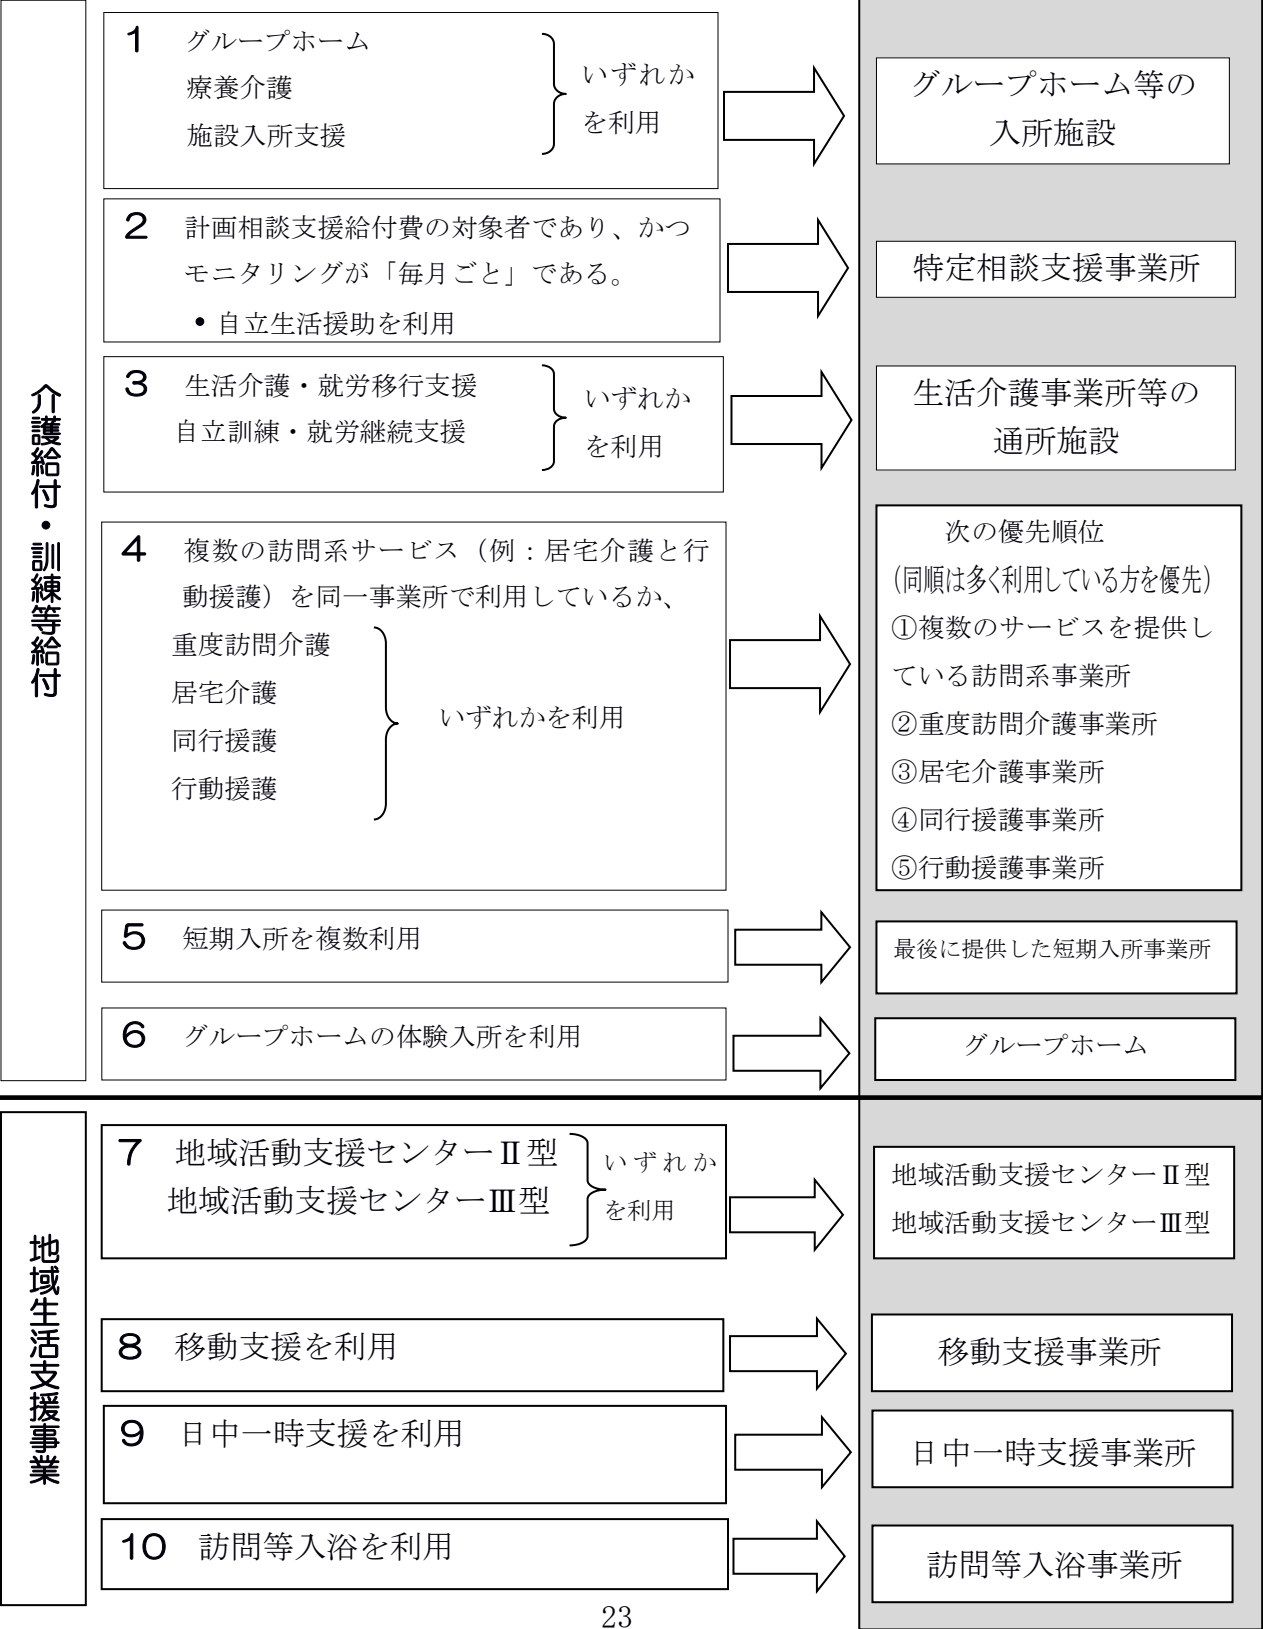 介護給付・訓練等給付
1 グループホーム
療養介護
施設入所支援
いずれか
を利用
グループホーム等の
入所施設
2 計画相談支援給付費の対象者であり、かつ
モニタリングが「毎月ごと」である。
• 自立生活援助を利用
特定相談支援事業所
3 生活介護・就労移行支援
自立訓練・就労継続支援
いずれか
を利用
生活介護事業所等の
通所施設
4 複数の訪問系サービス（例：居宅介護と行
動援護）を同一事業所で利用しているか、
重度訪問介護
居宅介護
同行援護
行動援護
いずれかを利用
次の優先順位
(同順は多く利用している方を優先)
①複数のサービスを提供し
ている訪問系事業所
②重度訪問介護事業所
③居宅介護事業所
④同行援護事業所
⑤行動援護事業所
5 短期入所を複数利用
最後に提供した短期入所事業所
6 グループホームの体験入所を利用
グループホーム
地域生活支援事業
7 地域活動支援センターⅡ型
地域活動支援センターⅢ型
いずれか
を利用
地域活動支援センターⅡ型
地域活動支援センターⅢ型
8 移動支援を利用
移動支援事業所
9 日中一時支援を利用
日中一時支援事業所
10 訪問等入浴を利用
訪問等入浴事業所
23